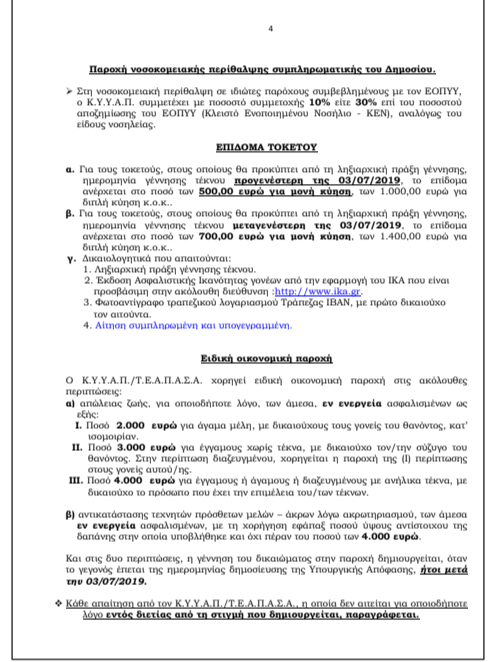 4
Παροχή νοσοκομειακής περίθαλψης συμπληρωματικής του Δημοσίου.
➢ Στη νοσοκομειακή περίθαλψη σε ιδιώτες παρόχους συμβεβλημένους με τον ΕΟΠΥΥ,
ο Κ.Υ.Υ.Α.Π. συμμετέχει με ποσοστό συμμετοχής 10% είτε 30% επί του ποσοστού
αποζημίωσης του ΕΟΠΥΥ (Κλειστό Ενοποιημένου Νοσήλιο - ΚΕΝ), αναλόγως του
είδους νοσηλείας.
ΕΠΙΔΟΜΑ ΤΟΚΕΤΟΥ
α. Για τους τοκετούς, στους οποίους θα προκύπτει από τη ληξιαρχική πράξη γέννησης,
ημερομηνία γέννησης τέκνου προγενέστερη της 03/07/2019, το επίδομα
ανέρχεται στο ποσό των 500,00 ευρώ για μονή κύηση, των 1.000,00 ευρώ για
διπλή κύηση κ.ο.κ..
β. Για τους τοκετούς, στους οποίους θα προκύπτει από τη ληξιαρχική πράξη γέννησης,
ημερομηνία γέννησης τέκνου μεταγενέστερη της 03/07/2019, το επίδομα
ανέρχεται στο ποσό των 700,00 ευρώ για μονή κύηση, των 1.400,00 ευρώ για
διπλή κύηση κ.ο.κ..
γ. Δικαιολογητικά που απαιτούνται:
1. Ληξιαρχική πράξη γέννησης τέκνου.
2. Έκδοση Ασφαλιστικής Ικανότητας γονέων από την εφαρμογή του ΙΚΑ που είναι
προσβάσιμη στην ακόλουθη διεύθυνση :http://www.ika.gr.
3. Φωτοαντίγραφο τραπεζικού λογαριασμού Τράπεζας ΙΒΑΝ, με πρώτο δικαιούχο
τον αιτούντα.
4. Αίτηση συμπληρωμένη και υπογεγραμμένη.
Ειδική οικονομική παροχή
Ο Κ.Υ.Υ.Α.Π./Τ.Ε.Α.Π.Α.Σ.Α. χορηγεί ειδική οικονομική παροχή στις ακόλουθες
περιπτώσεις:
α) απώλειας ζωής, για οποιοδήποτε λόγο, των άμεσα, εν ενεργεία ασφαλισμένων ως
εξής:
I. Ποσό 2.000 ευρώ για άγαμα μέλη, με δικαιούχους τους γονείς του θανόντος, κατ'
ισομοιρίαν.
II. Ποσό 3.000 ευρώ για έγγαμους χωρίς τέκνα, με δικαιούχο τον/την σύζυγο του
θανόντος. Στην περίπτωση διαζευγμένου, χορηγείται η παροχή της (Ι) περίπτωσης
στους γονείς αυτού/ης.
III. Ποσό 4.000 ευρώ για έγγαμους ή άγαμους ή διαζευγμένους με ανήλικα τέκνα, με
δικαιούχο το πρόσωπο που έχει την επιμέλεια του/των τέκνων.
β) αντικατάστασης τεχνητών πρόσθετων μελών – άκρων λόγω ακρωτηριασμού, των άμεσα
εν ενεργεία ασφαλισμένων, με τη χορήγηση εφάπαξ ποσού ύψους αντίστοιχου της
δαπάνης στην οποία υποβλήθηκε και όχι πέραν του ποσού των 4.000 ευρώ.
Και στις δυο περιπτώσεις, η γέννηση του δικαιώματος στην παροχή δημιουργείται, όταν
το γεγονός έπεται της ημερομηνίας δημοσίευσης της Υπουργικής Απόφασης, ήτοι μετά
την 03/07/2019.
❖ Κάθε απαίτηση από τον Κ.Υ.Υ.Α.Π./Τ.Ε.Α.Π.Α.Σ.Α., η οποία δεν αιτείται για οποιοδήποτε
λόγο εντός διετίας από τη στιγμή που δημιουργείται, παραγράφεται.